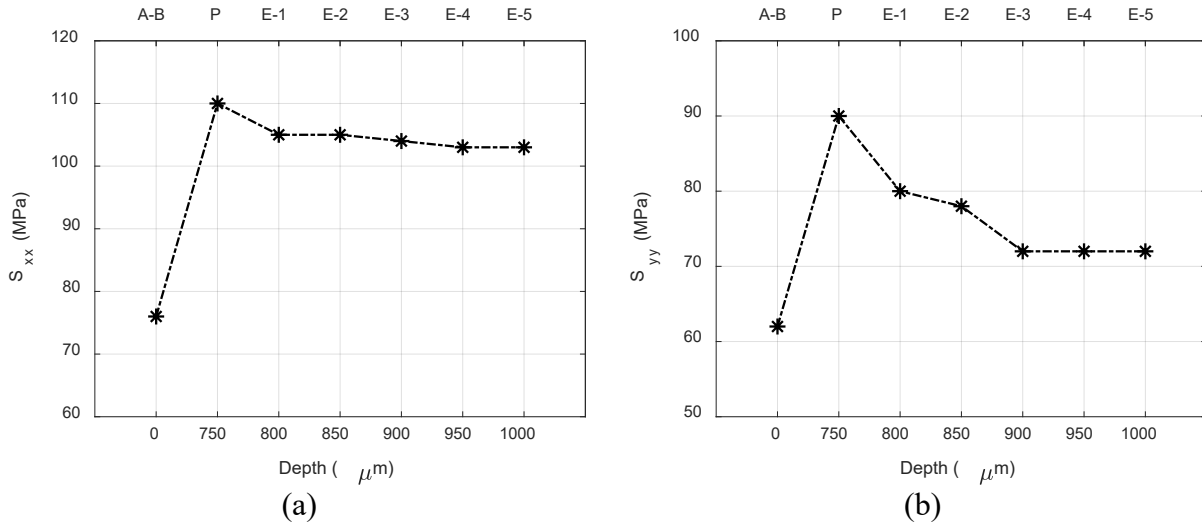 A-B P E-1 E-2 E-3 E-4 E-5
120
110
100
90
80
70
60
S xx (MPa)
0 750 800 850 900 950 1000
Depth ( μm)
(a)
A-B P E-1 E-2 E-3 E-4 E-5
100
90
80
70
60
50
S yy (MPa)
0 750 800 850 900 950 1000
Depth ( μm)
(b)